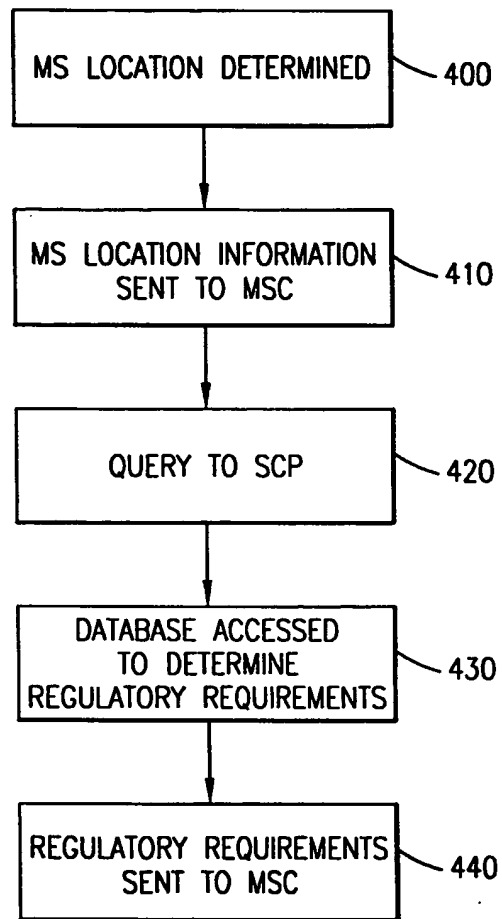 MS LOCATION DETERMINED
400
MS LOCATION INFORMATION
SENT TO MSC
410
QUERY TO SCP
420
DATABASE ACCESSED
TO DETERMINE
REGULATORY REQUIREMENTS
430
REGULATORY REQUIREMENTS
SENT TO MSC
440